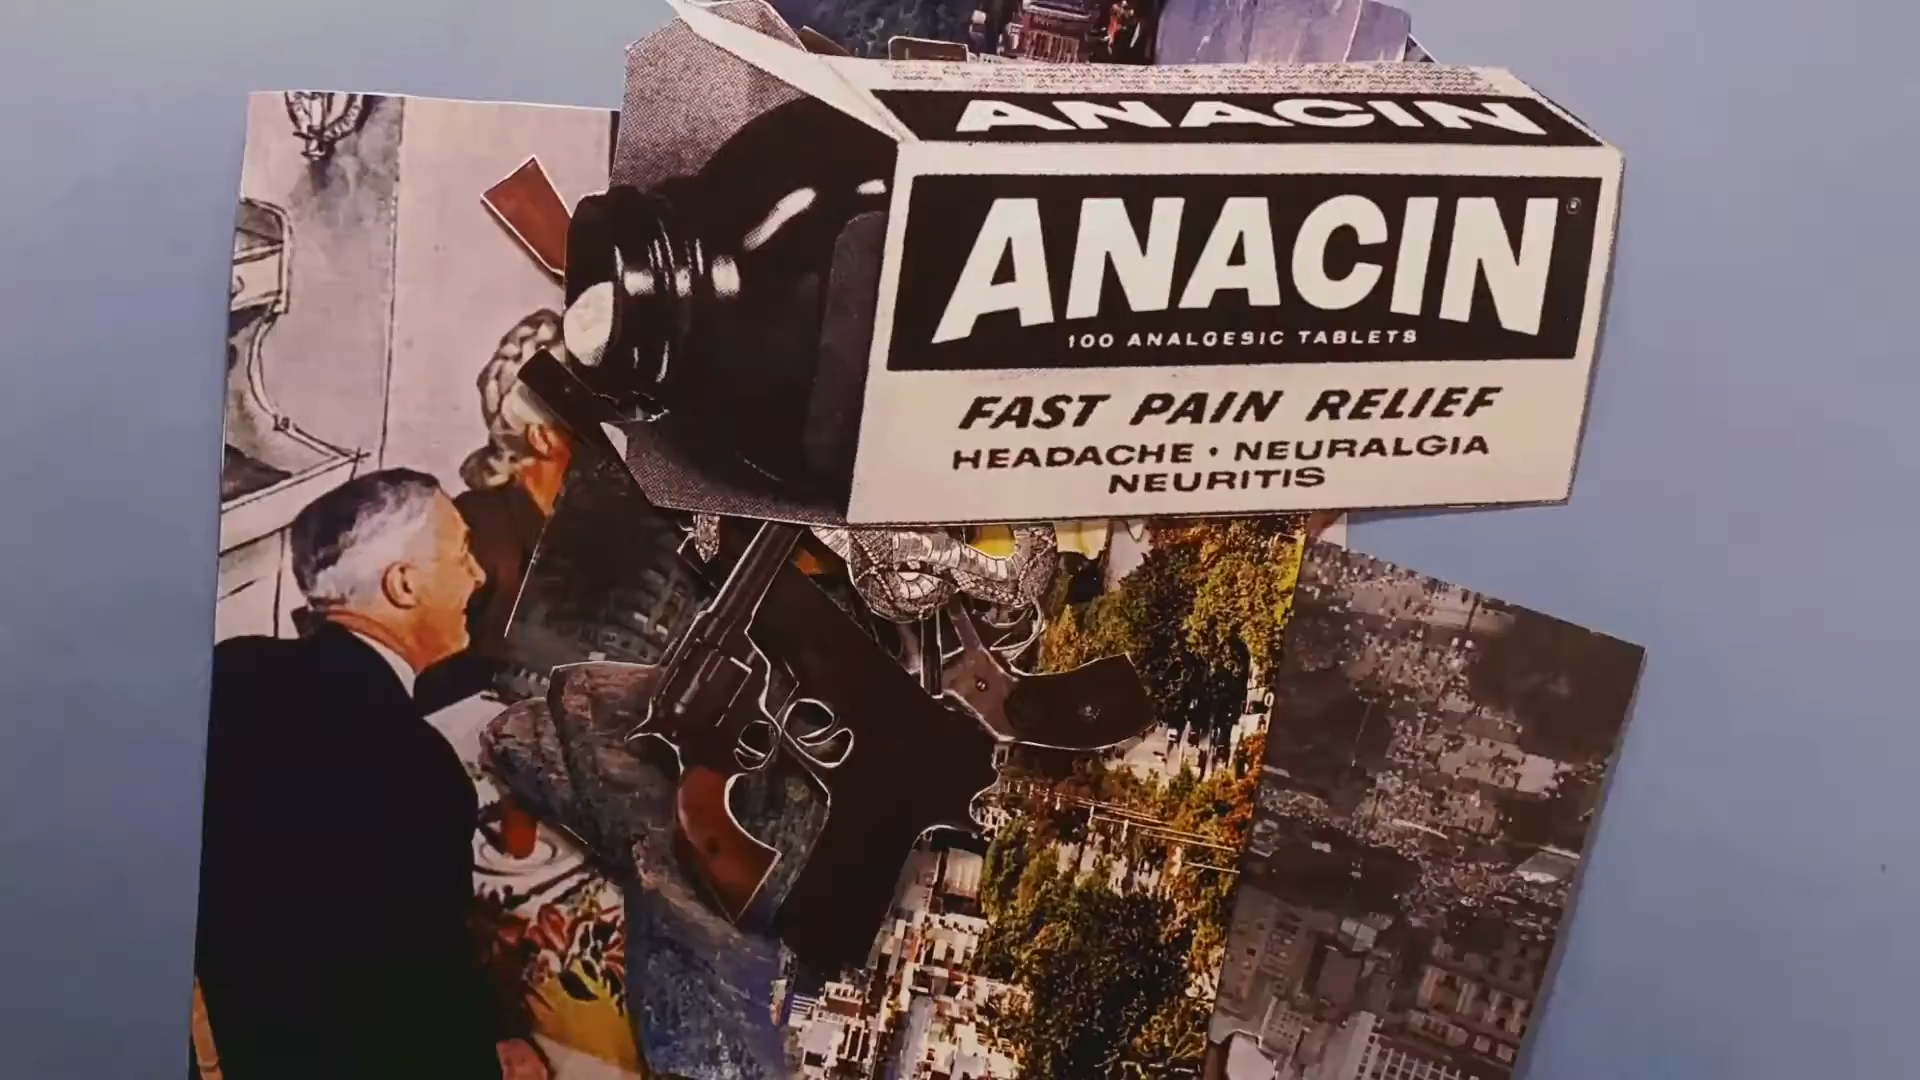 ANACIN
ANACIN®
100 ANALGESIC TABLETS
FAST PAIN RELIEF
HEADACHE • NEURALGIA
NEURITIS